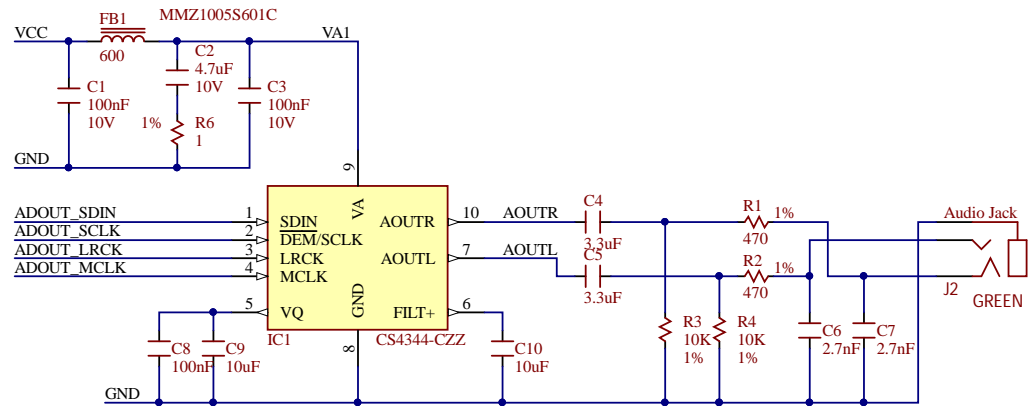 MMZ1005S601C
FB1
VCC
VA1
600
C2
4.7uF
10V
C1
100nF
10V
C3
100nF
10V
1%
R6
1
GND
9
VA
ADOUT_SDIN
1
SDIN
ADOUT_SCLK
2
DEM/SCLK
ADOUT_LRCK
3
LRCK
ADOUT_MCLK
4
MCLK
AOUTR
10
AOUTR
AOUTL
7
AOUTL
C4
3.3uF
C5
3.3uF
R1
1%
470
R2
1%
470
Audio Jack
J2
GREEN
5
VQ
GND
FILT+
6
IC1
8
CS4344-CZZ
C8
100nF
C9
10uF
C10
10uF
R3
10K
1%
R4
10K
1%
C6
2.7nF
C7
2.7nF
GND